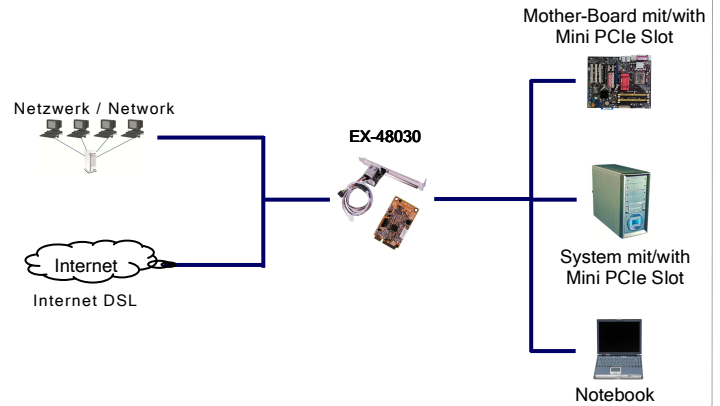 Mother-Board mit/with
Mini PCIe Slot
Netzwerk / Network
EX-48030
Internet
Internet DSL
System mit/with
Mini PCIe Slot
Notebook